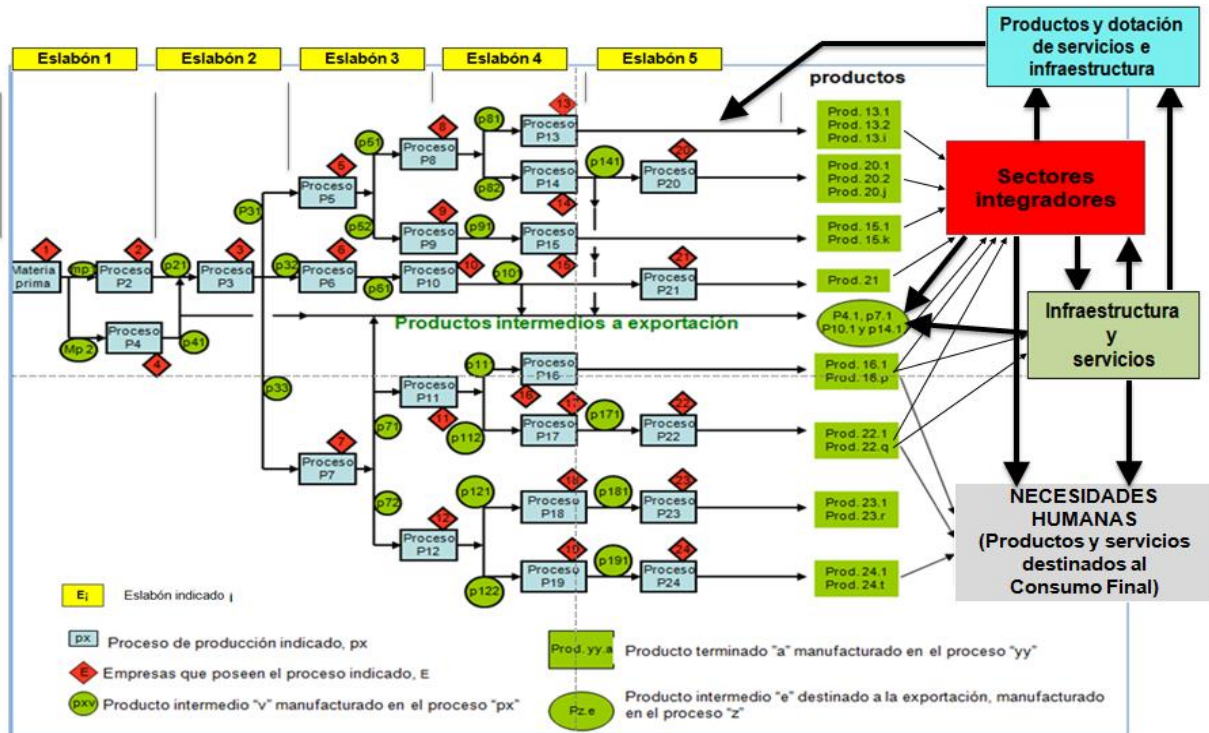 Eslabón 1
Eslabón 2
Eslabón 3
Eslabón 4
Eslabón 5
productos
Productos y dotación
de servicios e
infraestructura
Sectores
integradores
Infraestructura
y
servicios
NECESIDADES
HUMANAS
(Productos y servicios
destinados al
Consumo Final)
1
Materia
prima
mp
Mp 2
2
Proceso
P2
Proceso
P4
4
p21
p41
3
Proceso
P3
P31
p32
p33
5
Proceso
P5
6
Proceso
P6
7
Proceso
P7
p51
p52
p61
p71
p72
8
Proceso
P8
9
Proceso
P9
10
Proceso
P10
Proceso
P11
11
12
Proceso
P12
p81
p82
p91
p101
p11
p112
p121
p122
13
Proceso
P13
Proceso
P14
14
Proceso
P15
15
Proceso
P16
16
17
Proceso
P17
18
Proceso
P18
19
Proceso
P19
p141
p171
p181
p191
20
Proceso
P20
21
Proceso
P21
22
Proceso
P22
23
Proceso
P23
24
Proceso
P24
Productos intermedios a exportación
Prod. 13.1
Prod. 13.2
Prod. 13.i
Prod. 20.1
Prod. 20.2
Prod. 20.j
Prod. 15.1
Prod. 15.k
Prod. 21
P4.1, p7.1
P10.1 y p14.1
Prod. 16.1
Prod. 16.p
Prod. 22.1
Prod. 22.q
Prod. 23.1
Prod. 23.r
Prod. 24.1
Prod. 24.t
Ei
Eslabón indicado i
px
Proceso de producción indicado, px
E
Empresas que poseen el proceso indicado, E
pxv
Producto intermedio "v" manufacturado en el proceso "px"
Prod. yy.a
Producto terminado "a" manufacturado en el proceso "yy"
Pz.e
Producto intermedio "e" destinado a la exportación, manufacturado
en el proceso "z"